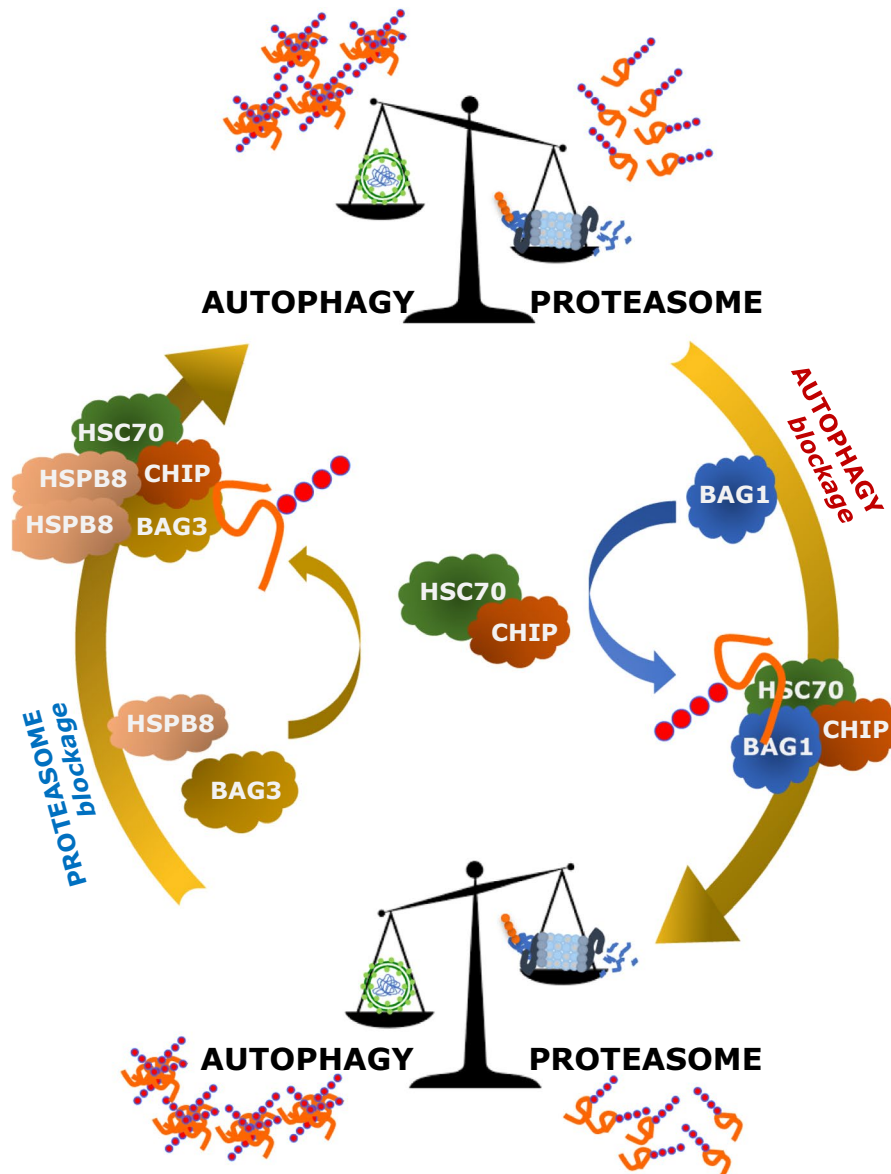 AUTOPHAGY PROTEASOME
AUTOPHAGY
blockage
HSC70
HSPB8
CHIP
HSPB8
BAG3
BAG1
HSC70
CHIP
HSPB8
BAG3
HSC70
BAG1
CHIP
PROTEASOME
blockage
AUTOPHAGY PROTEASOME